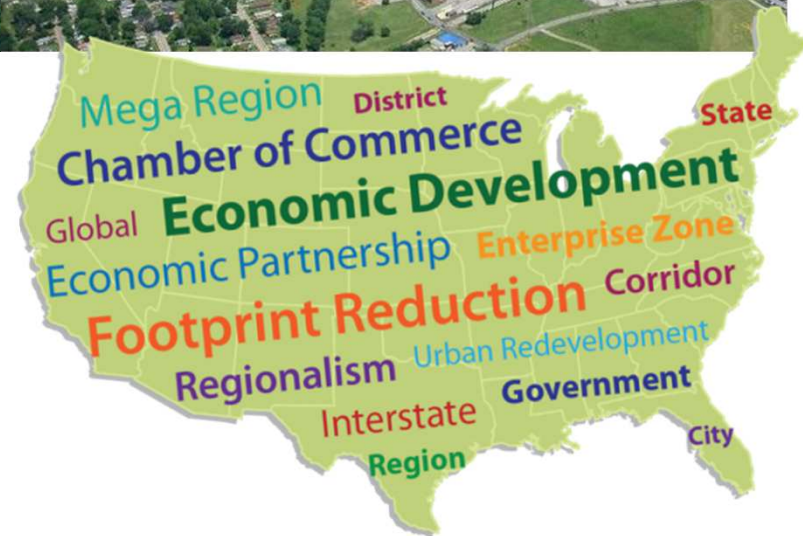 Mega Region
District
State
Chamber of Commerce
Economic Development
Global
Economic Partnership
Enterprise Zone
Footprint Reduction
Corridor
Regionalism
Urban Redevelopment
Interstate
Government
Region
City